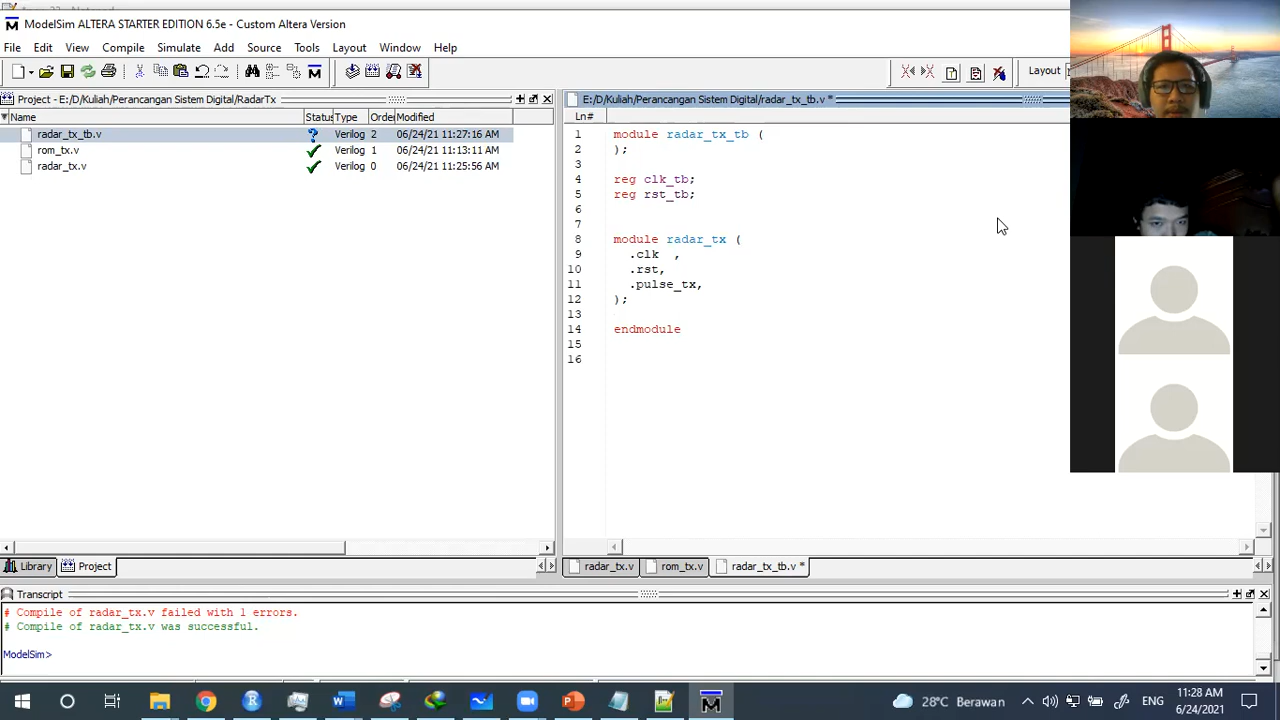 ModelSim ALTERA STARTER EDITION 6.5e - Custom Altera Version
File Edit View Compile Simulate Add Source Tools Layout Window Help
Layout
Project - E:/D/Kuliah/Perancangan Sistem Digital/RadarTx
Name Status Type Order Modified
radar_tx_tb.v Verilog 2 06/24/21 11:27:16 AM
rom_tx.v Verilog 1 06/24/21 11:13:11 AM
radar_tx.v Verilog 0 06/24/21 11:25:56 AM
E:/D/Kuliah/Perancangan Sistem Digital/radar_tx_tb.v *
Ln#
1 module radar_tx_tb (
2 );
3
4 reg clk_tb;
5 reg rst_tb;
6
7
8 module radar_tx (
9 .clk ,
10 .rst,
11 .pulse_tx,
12 );
13
14 endmodule
15
16
Library Project
radar_tx.v rom_tx.v radar_tx_tb.v *
Transcript
# Compile of radar_tx.v failed with 1 errors.
# Compile of radar_tx.v was successful.
ModelSim>
28°C Berawan ENG 11:28 AM
6/24/2021